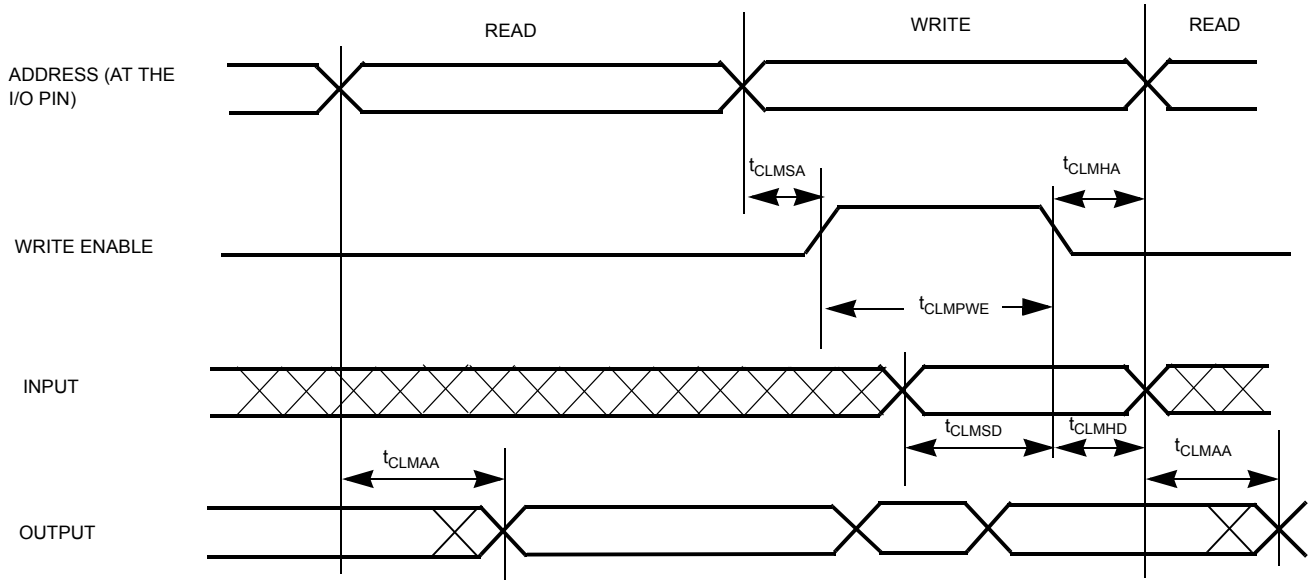 READ
WRITE
READ
ADDRESS (AT THE
I/O PIN)
tCLMSA
tCLMHA
WRITE ENABLE
tCLMPWE
INPUT
tCLMSD
tCLMHD
tCLMAA
tCLMAA
OUTPUT